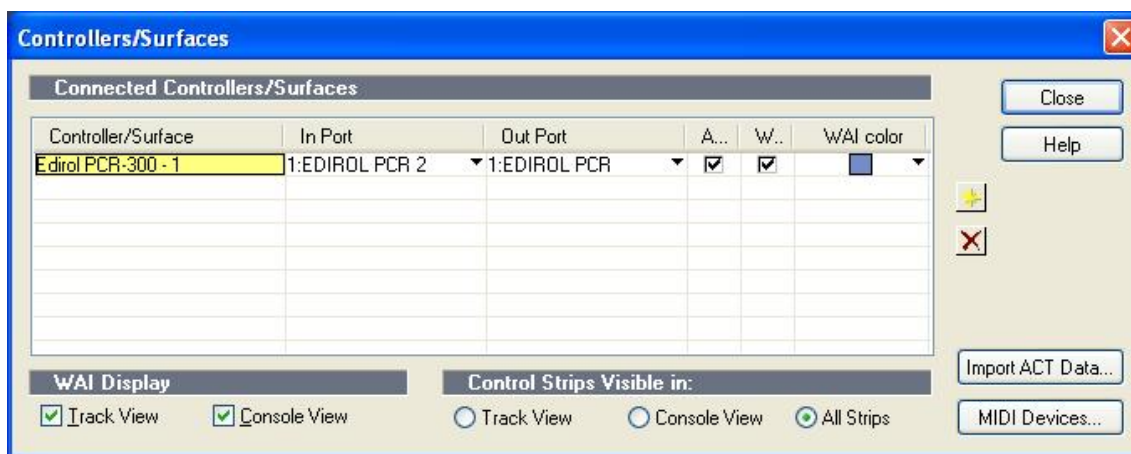 Controllers/Surfaces
Connected Controllers/Surfaces
Close
Controller/Surface In Port Out Port A... W.. WAI color
Help
Edirol PCR-300 - 1 1:EDIROL PCR 2 1:EDIROL PCR
Import ACT Data...
WAI Display Control Strips Visible in:
Track View Console View Track View Console View All Strips MIDI Devices...